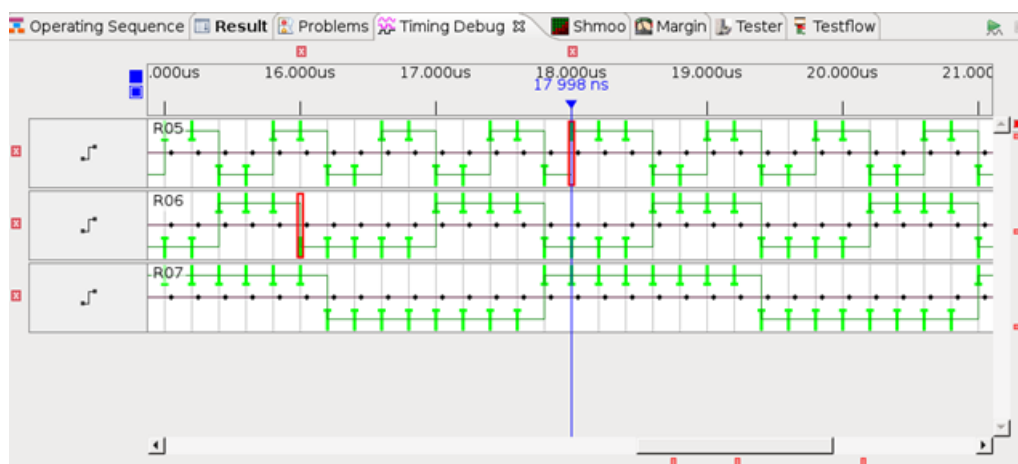 Operating Sequence Result Problems Timing Debug Shmoo Margin Tester Testflow
.000us 16.000us 17.000us 18.000us 19.000us 20.000us 21.000
17 998 ns
R05
R06
R07